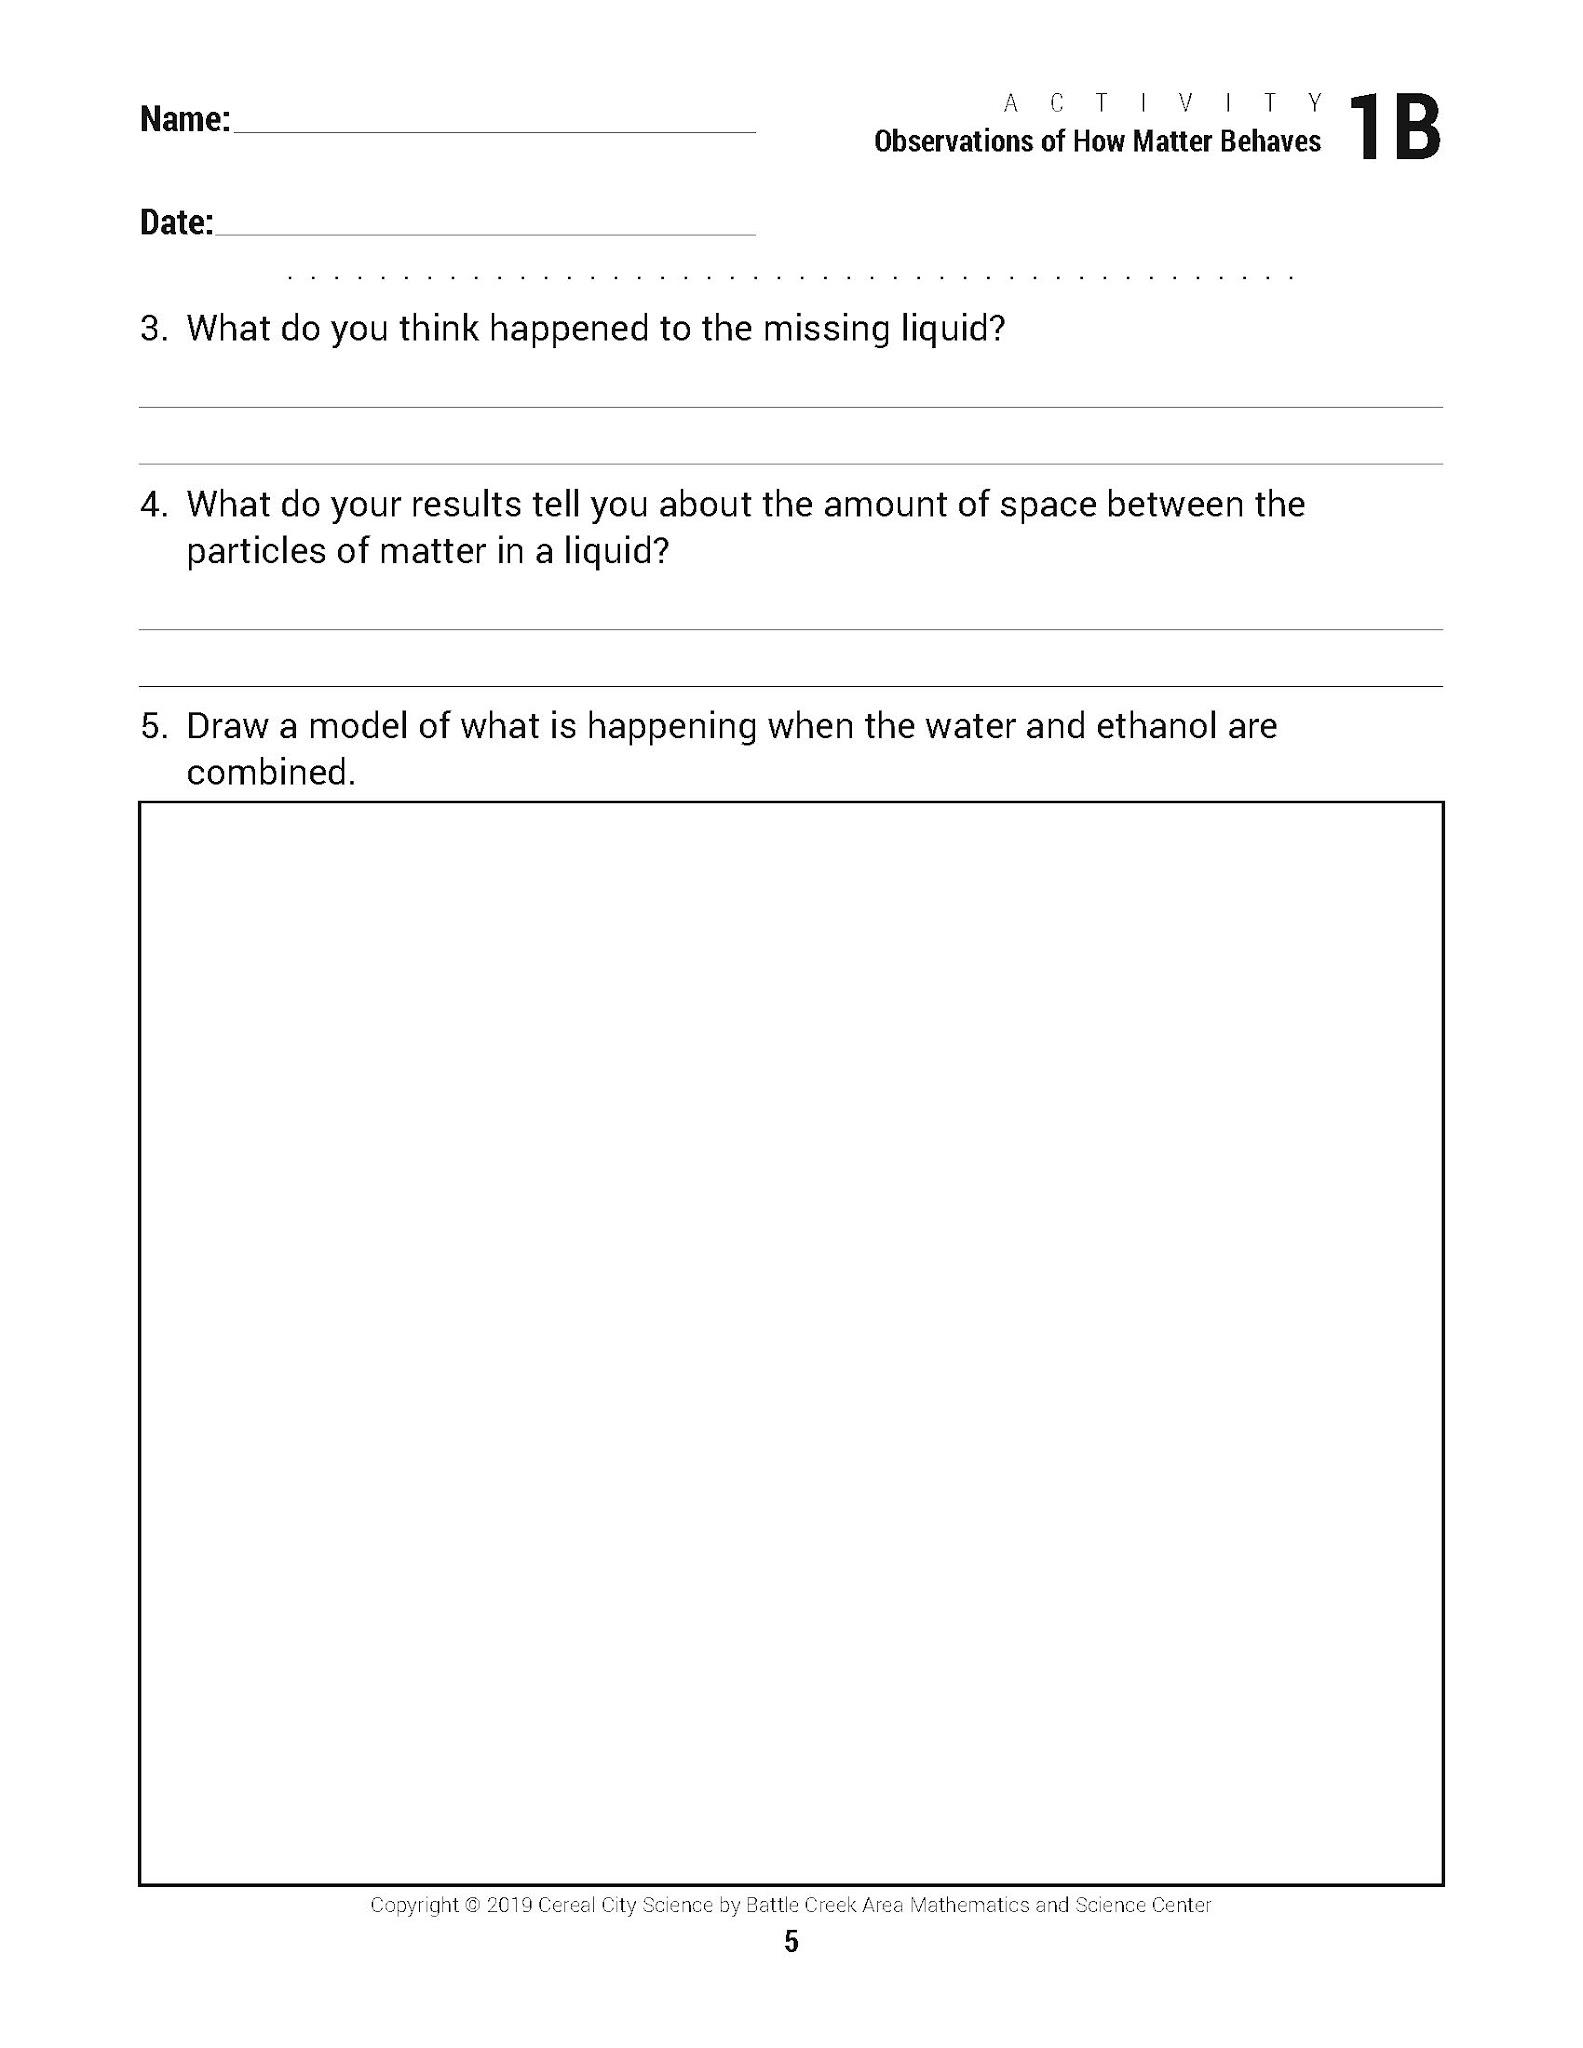 Name:
ACTIVITY 1B
Observations of How Matter Behaves
Date:
3. What do you think happened to the missing liquid?
4. What do your results tell you about the amount of space between the
particles of matter in a liquid?
5. Draw a model of what is happening when the water and ethanol are
combined.
Copyright © 2019 Cereal City Science by Battle Creek Area Mathematics and Science Center
5